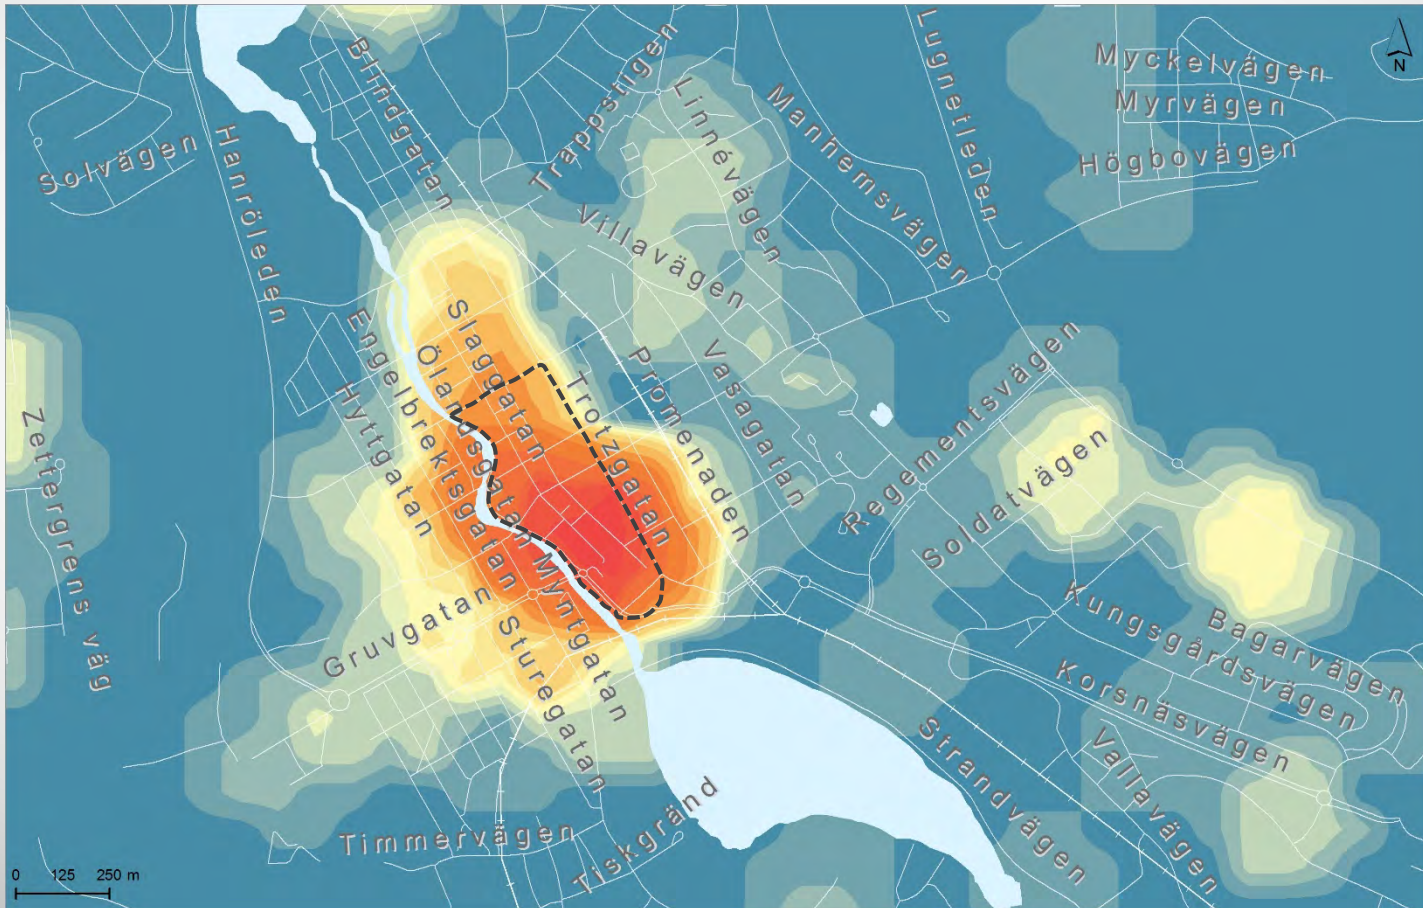 Blindgatan
Trappstigen
Linnévägen
Manhemsvägen
Lugnetleden
Myckelvägen
Myrvägen
Högbovägen
N
Solvägen
Hanröleden
Villavägen
Slaggatan
Engelbrektsgatan
Ölandsgatan
Hyttgatan
Trotzgatan
Promenaden
Vasagatan
Regementsvägen
Soldatvägen
Zettergrens väg
Gruvgatan
Myntgatan
Sturegatan
Kungsgårdsvägen
Bagarvägen
Korsnäsvägen
Vallavägen
Strandvägen
Timmervägen
Tiskgränd
0 125 250 m